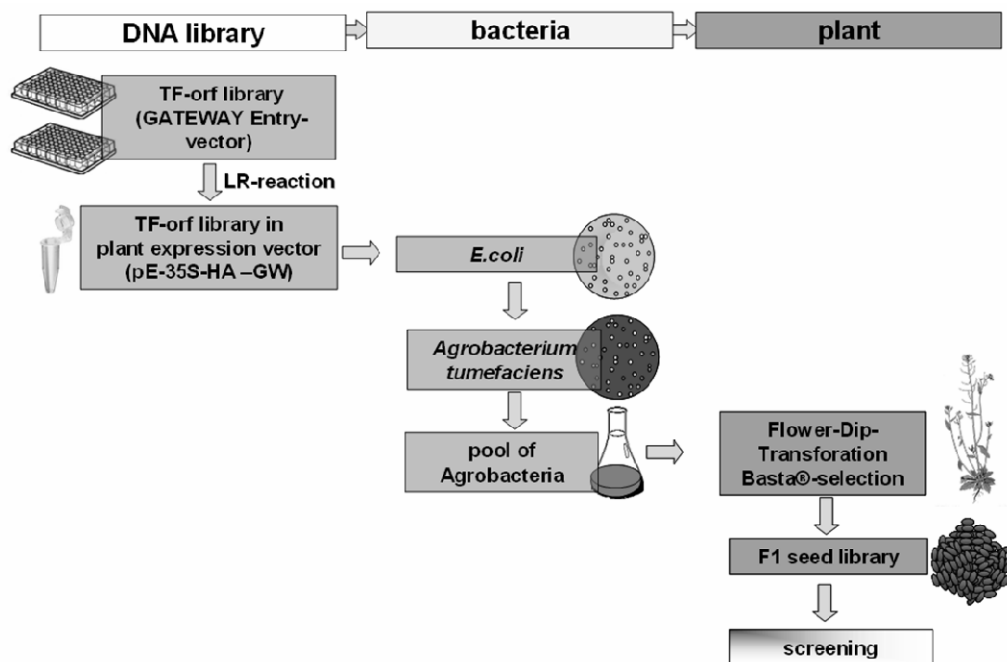 DNA library
bacteria
plant
TF-orf library
(GATEWAY Entry-
vector)
LR-reaction
TF-orf library in
plant expression vector
(pE-35S-HA –GW)
E.coli
Agrobacterium
tumefaciens
pool of
Agrobacteria
Flower-Dip-
Transforation
Basta®-selection
F1 seed library
screening